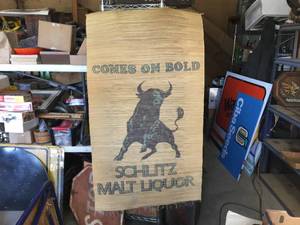 COMES ON BOLD
SCHLITZ
MALT LIQUOR